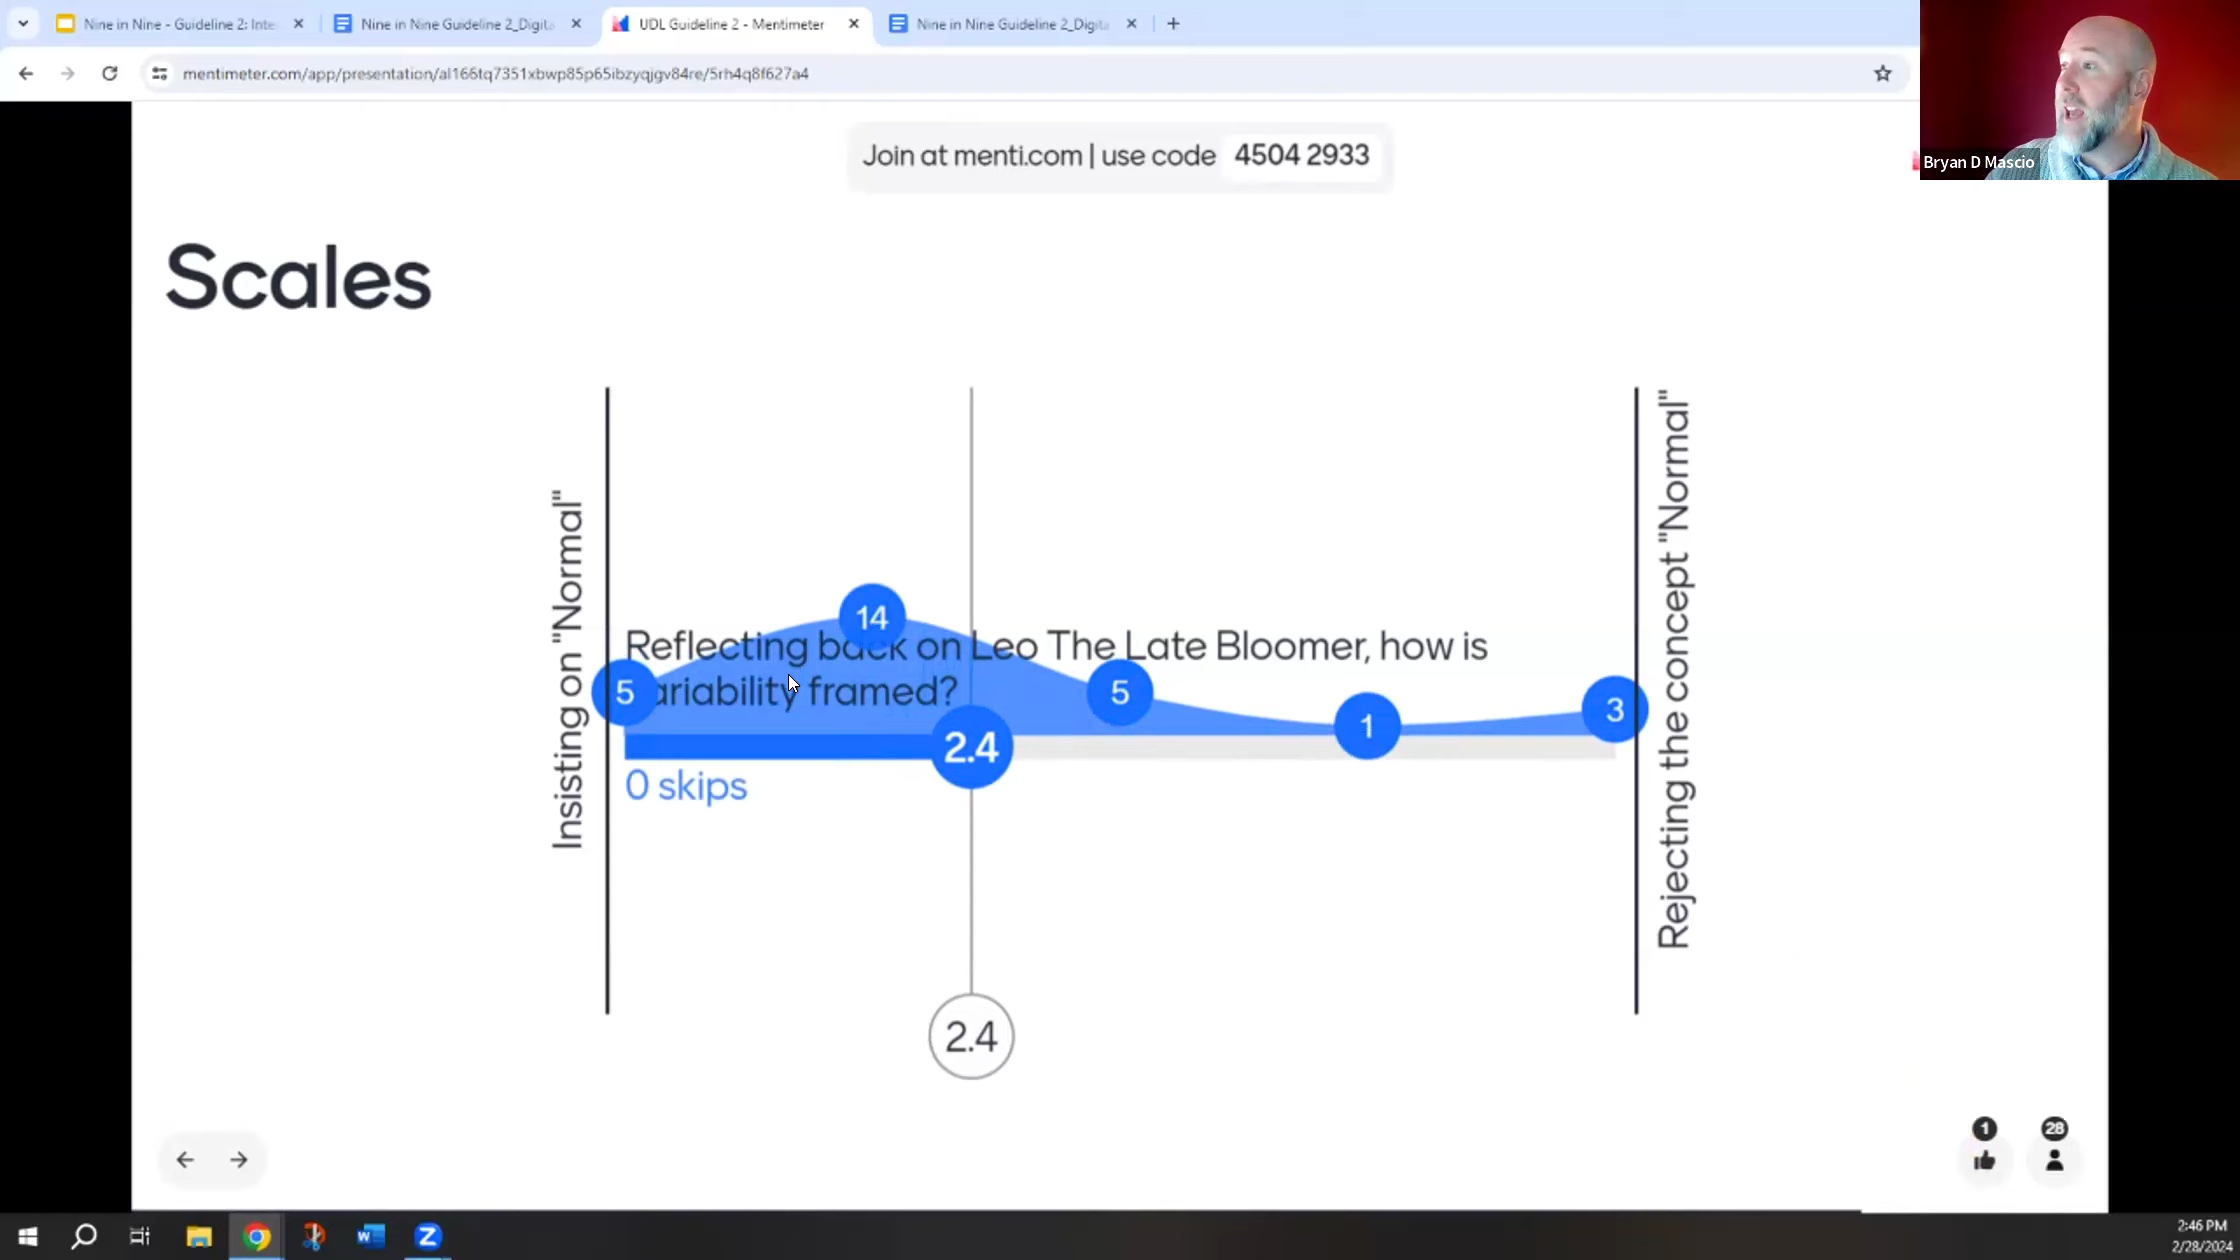 Nine in Nine - Guideline 2: Inte
Nine in Nine Guideline 2_Digita
UDL Guideline 2 - Mentimeter
Nine in Nine Guideline 2_Digita
mentimeter.com/app/presentation/al166tq7351xbwp85p65ibzyqjgv84re/5rh4q8f627a4
Bryan D Mascio
Join at menti.com | use code 4504 2933
Scales
Insisting on "Normal"
Rejecting the concept "Normal"
14
Reflecting back on Leo The Late Bloomer, how is
5 ariability framed?
5
1
3
2.4
0 skips
2.4
1
28
2:46 PM
2/28/2024